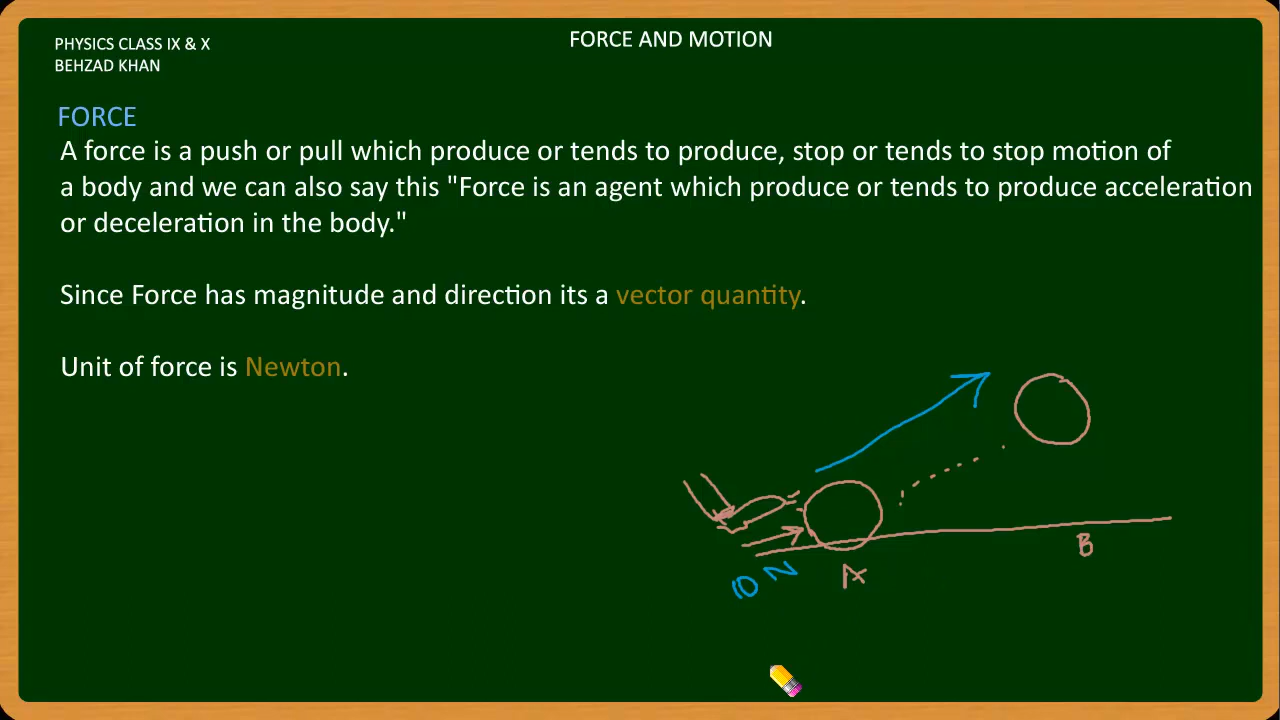 PHYSICS CLASS IX & X
BEHZAD KHAN
FORCE AND MOTION
FORCE
A force is a push or pull which produce or tends to produce, stop or tends to stop motion of
a body and we can also say this "Force is an agent which produce or tends to produce acceleration
or deceleration in the body."
Since Force has magnitude and direction its a vector quantity.
Unit of force is Newton.
10 N
A
B